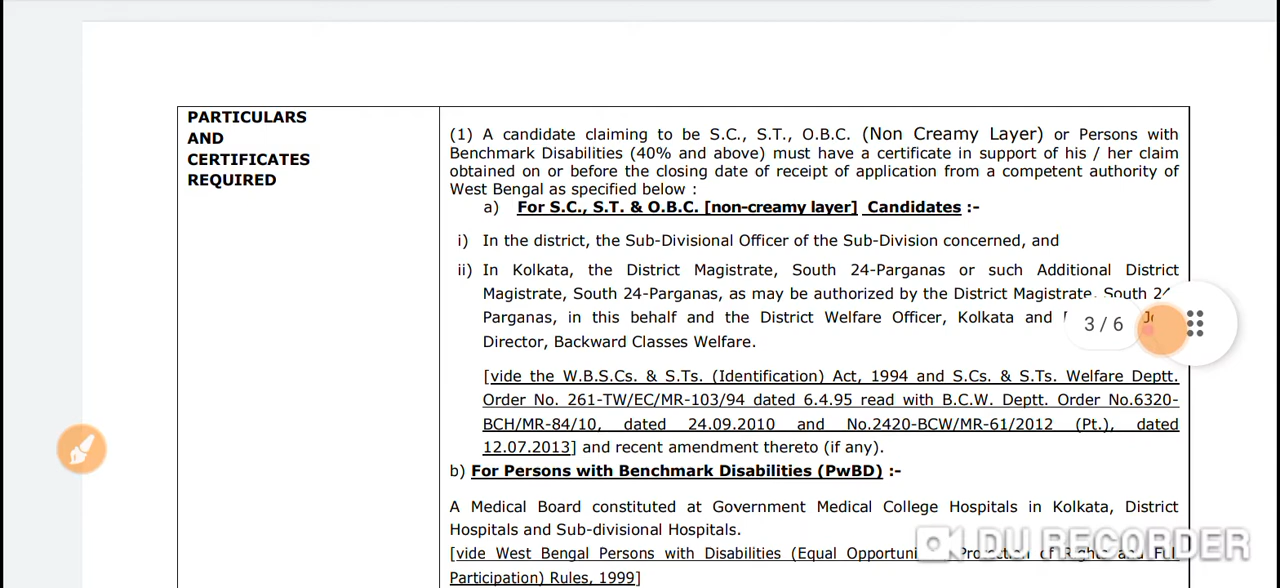 PARTICULARS
AND
CERTIFICATES
REQUIRED
(1) A candidate claiming to be S.C., S.T., O.B.C. (Non Creamy Layer) or Persons with
Benchmark Disabilities (40% and above) must have a certificate in support of his / her claim
obtained on or before the closing date of receipt of application from a competent authority of
West Bengal as specified below :
a) For S.C., S.T. & O.B.C. [non-creamy layer] Candidates :-
i) In the district, the Sub-Divisional Officer of the Sub-Division concerned, and
ii) In Kolkata, the District Magistrate, South 24-Parganas or such Additional District
Magistrate, South 24-Parganas, as may be authorized by the District Magistrate, South
Parganas, in this behalf and the District Welfare Officer, Kolkata and
Director, Backward Classes Welfare.
3 / 6
[vide the W.B.S.Cs. & S.Ts. (Identification) Act, 1994 and S.Cs. & S.Ts. Welfare Deptt.
Order No. 261-TW/EC/MR-103/94 dated 6.4.95 read with B.C.W. Deptt. Order No.6320-
BCH/MR-84/10, dated 24.09.2010 and No.2420-BCW/MR-61/2012 (Pt.), dated
12.07.2013] and recent amendment thereto (if any).
b) For Persons with Benchmark Disabilities (PwBD) :-
A Medical Board constituted at Government Medical College Hospitals in Kolkata, District
Hospitals and Sub-divisional Hospitals.
[vide West Bengal Persons with Disabilities (Equal Protection of Rights and Full
Participation) Rules, 1999]
DU RECORDER